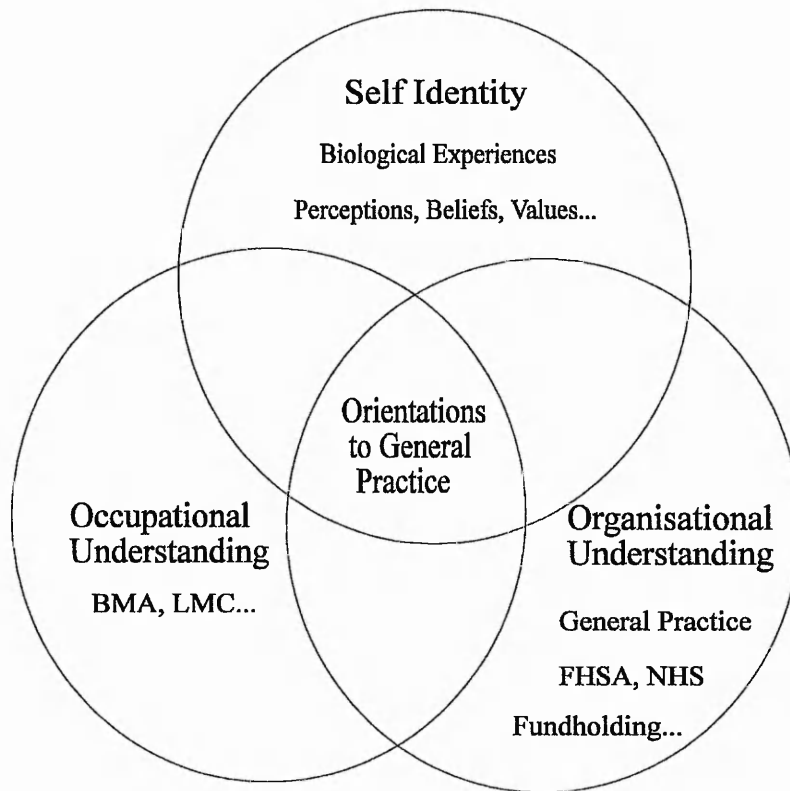 Self Identity
Biological Experiences
Perceptions, Beliefs, Values...
Orientations
to General
Practice
Occupational
Understanding
BMA, LMC...
Organisational
Understanding
General Practice
FHSA, NHS
Fundholding...